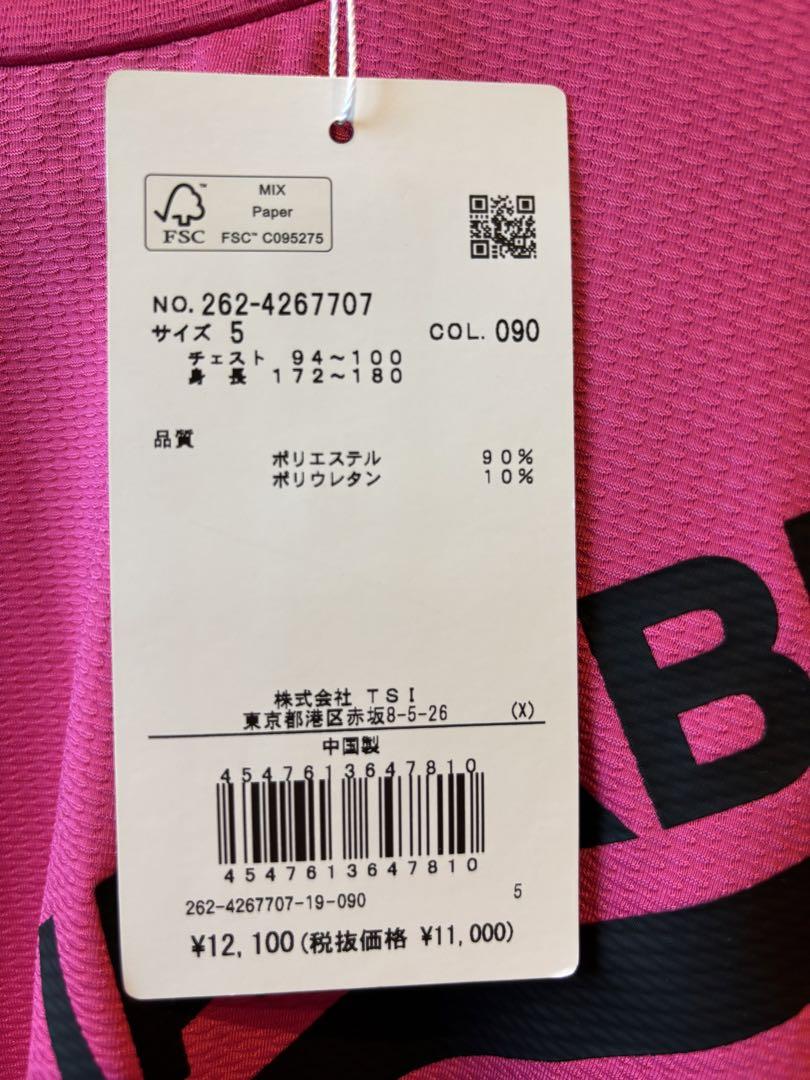 MIX
Paper
FSC™ C095275
FSC
NO. 262-4267707
サイズ 5
COL. 090
チェスト 94～100
身長 172～180
品質
ポリエステル 90%
ポリウレタン 10%
株式会社 TSI
東京都港区赤坂8-5-26 (X)
中国製
4547613647810
4547613647810
262-4267707-19-090 5
¥12,100(税抜価格 ¥11,000)
B